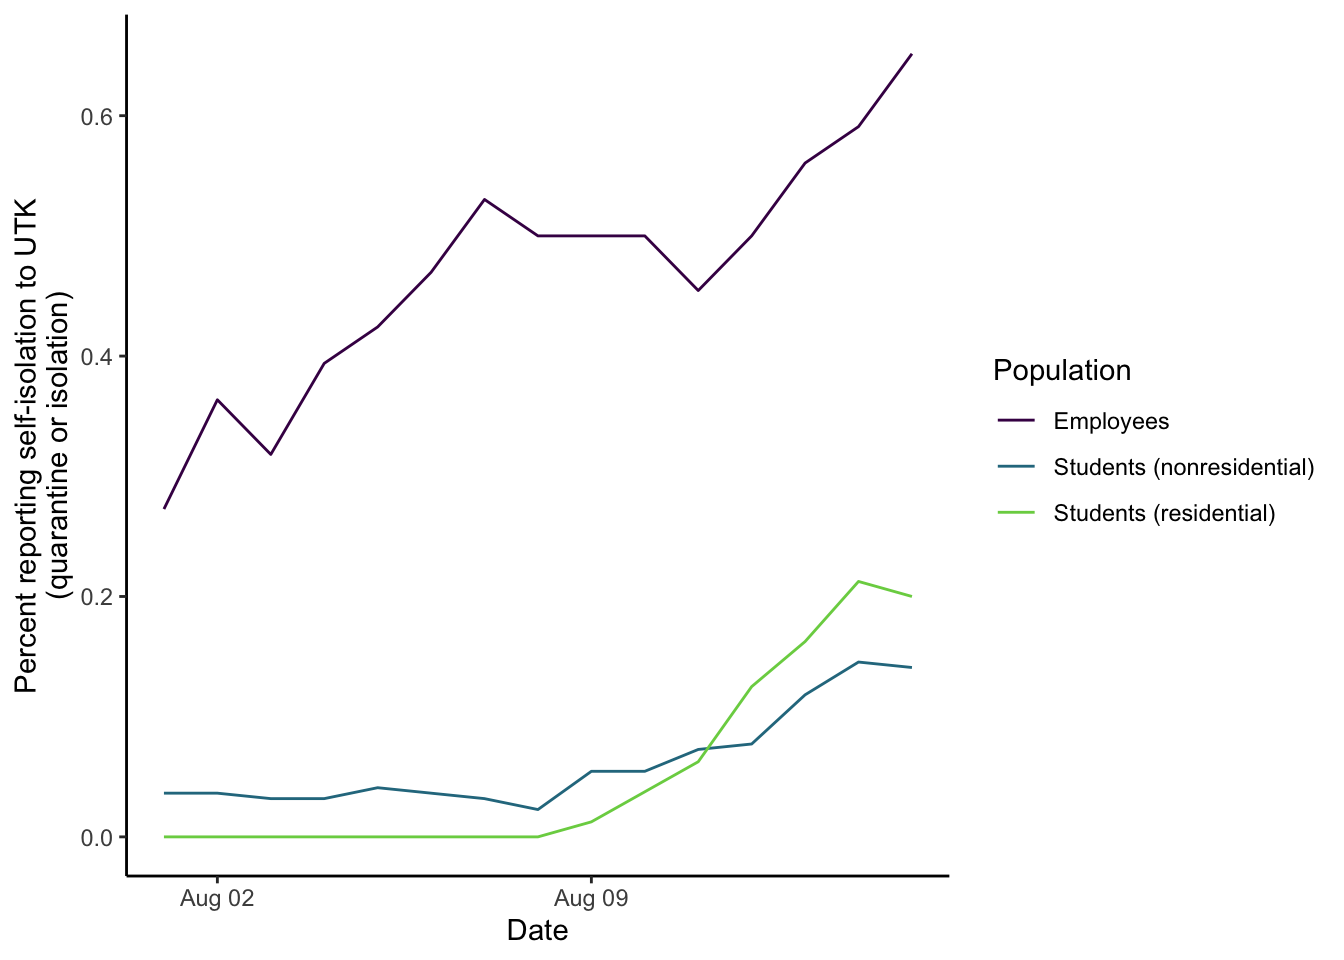 Percent reporting self-isolation to UTK
(quarantine or isolation)
0.6
0.4
0.2
0.0
Aug 02
Aug 09
Date
Population
Employees
Students (nonresidential)
Students (residential)